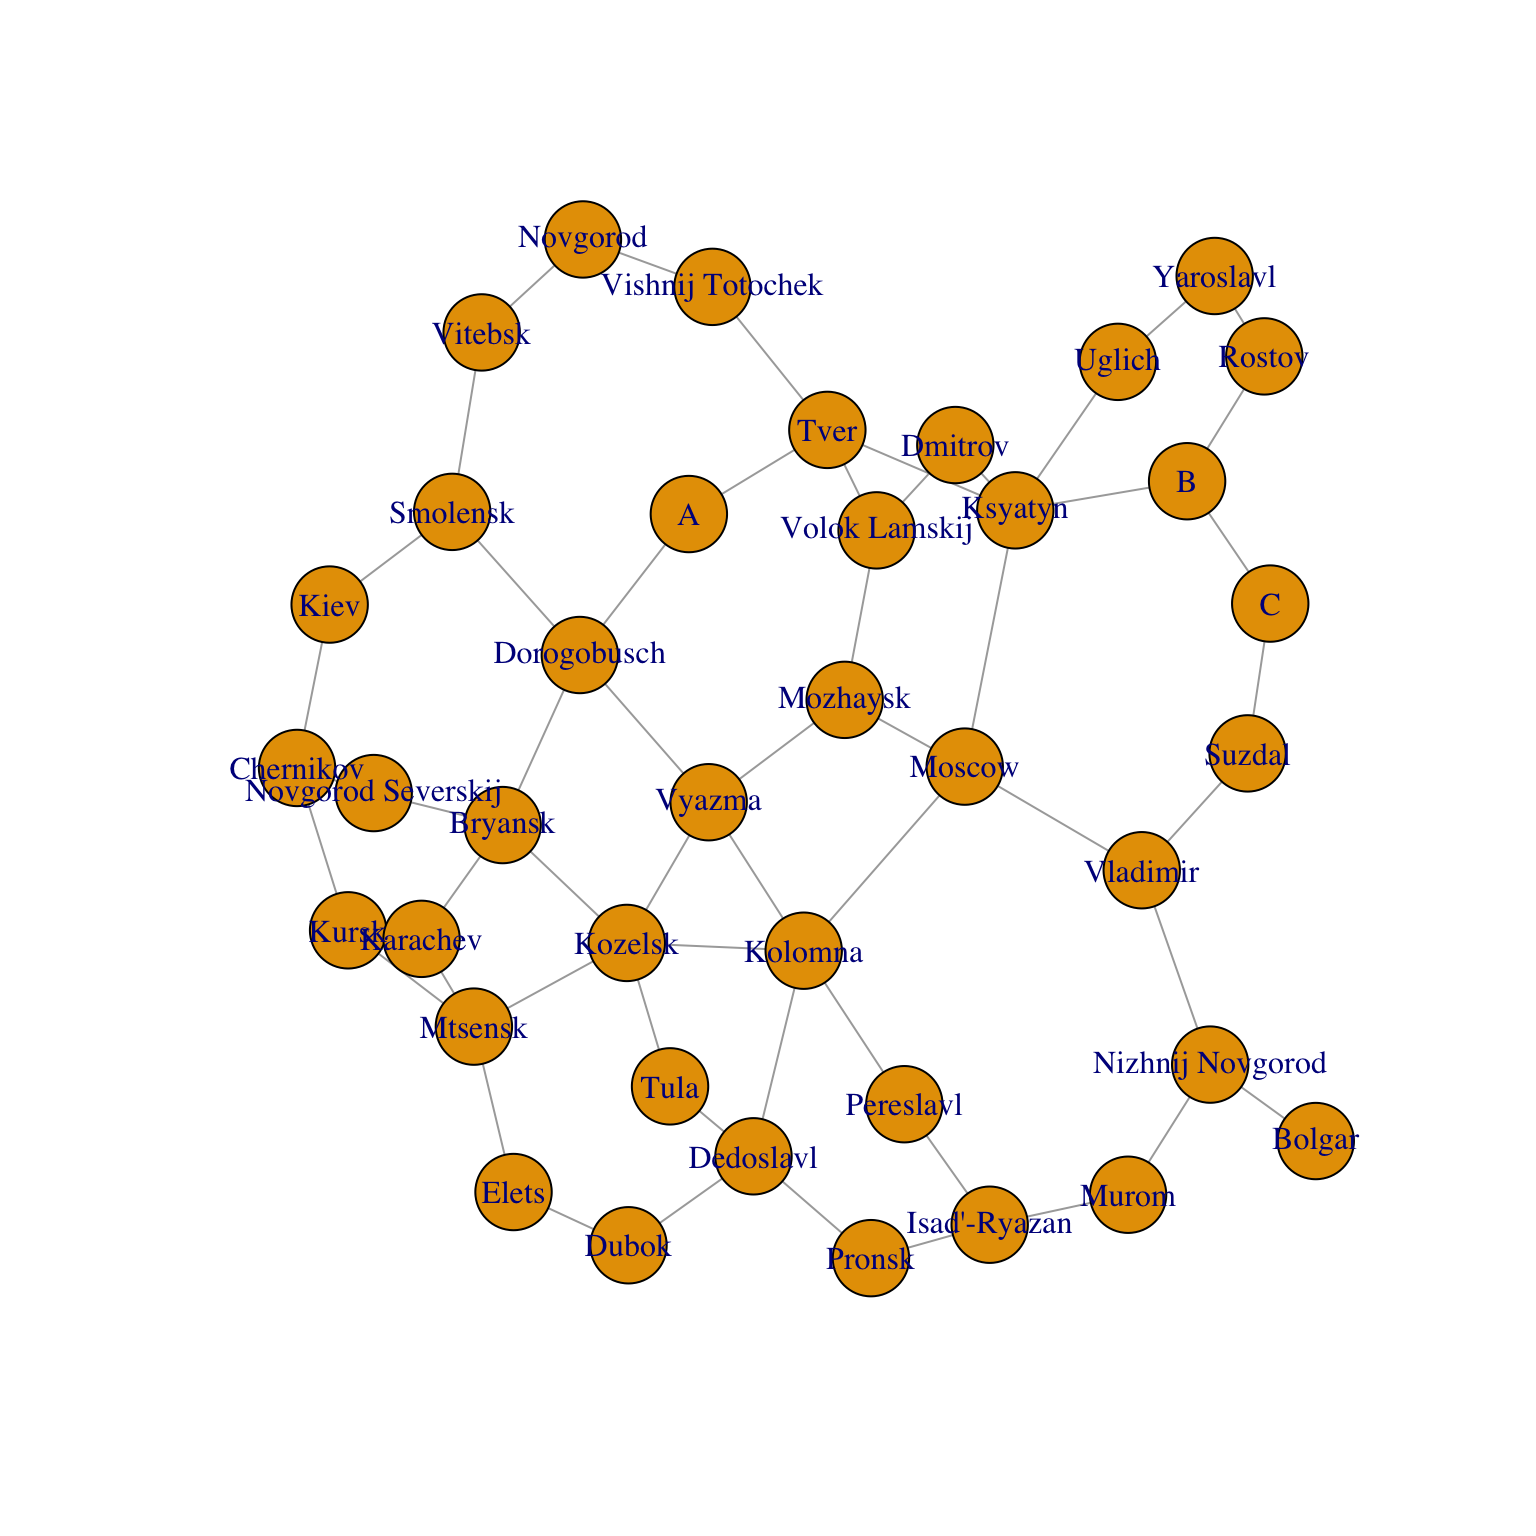 Novgorod
Yaroslavl
Vishnij Totochek
Vitebsk
Uglich
Rostov
Tver
Dmitrov
B
Smolensk
A
Volok Lamskij
Ksyatyn
Kiev
C
Dorogobusch
Mozhaysk
Chernikov
Novgorod Severskij
Moscow
Suzdal
Vyazma
Bryansk
Vladimir
Kursk
Karachev
Kozelsk
Kolomna
Mtsensk
Nizhnij Novgorod
Tula
Pereslavl
Bolgar
Dedoslavl
Elets
Murom
Isad'-Ryazan
Dubok
Pronsk